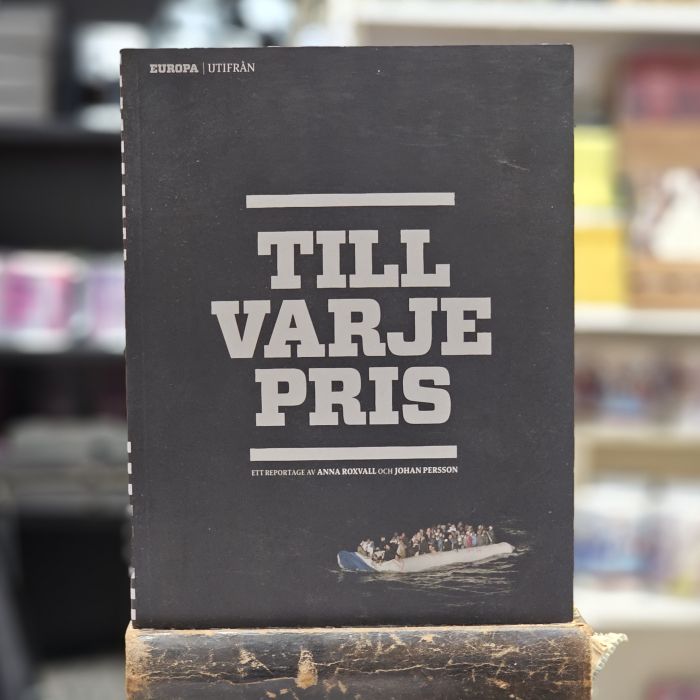 EUROPA | UTIFRÅN
TILL
VARJE
PRIS
ETT REPORTAGE AV ANNA ROXVALL OCH JOHAN PERSSON